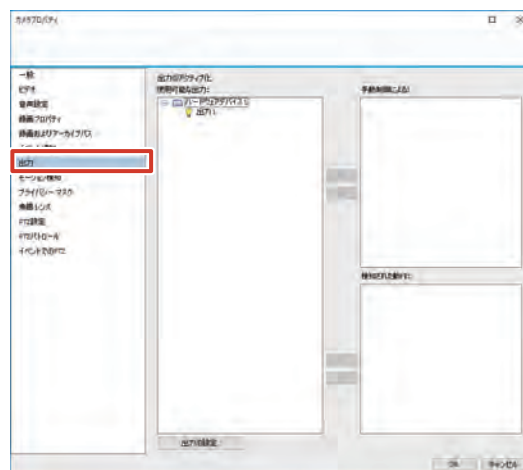 カメラプロパティ
一般
ビデオ
音声設定
録画プロパティ
録画およびアーカイブパス
出力
モーション検知
プライバシーマスク
魚眼レンズ
PTZ設定
PTZパトロール
イベントでのPTZ
出力のアクティブ化
使用可能な出力:
ハードウェアデバイス
出力1
出力の設定...
手動制御による:
検知された動作に:
OK
キャンセル